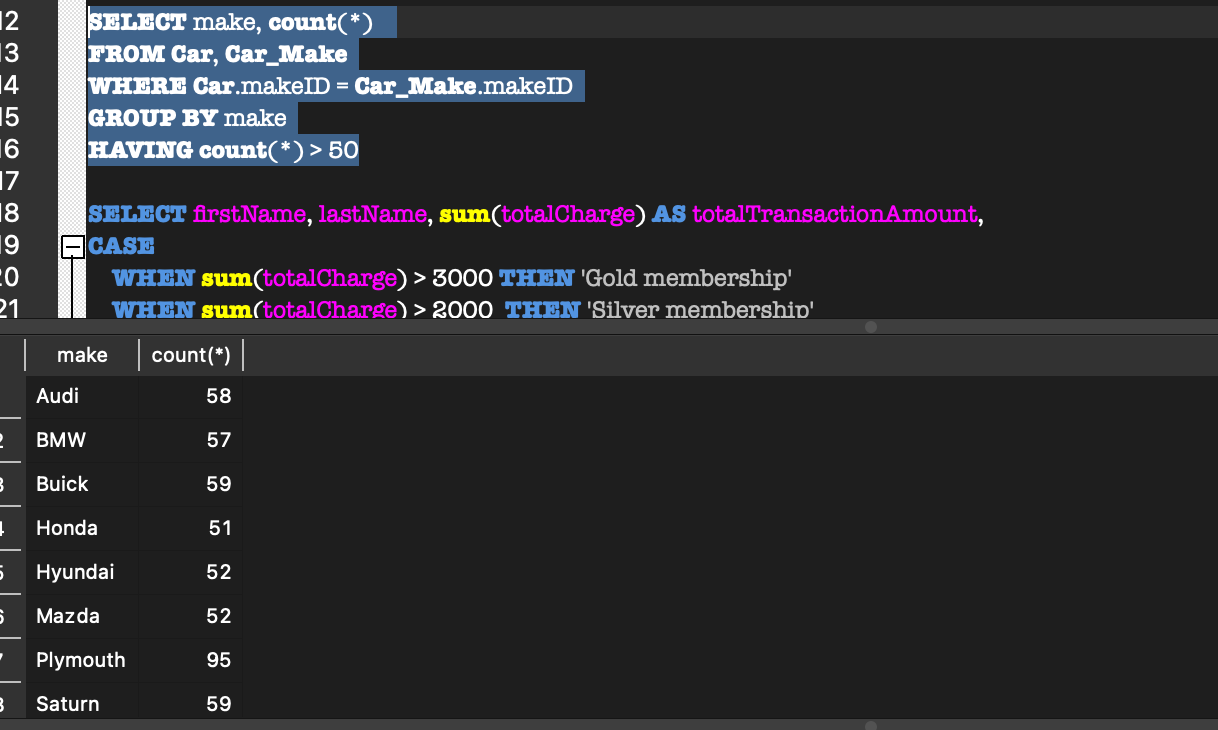 12 SELECT make, count(*)
13 FROM Car, Car_Make
14 WHERE Car.makeID = Car_Make.makeID
15 GROUP BY make
16 HAVING count(*) > 50
17
18 SELECT firstName, lastName, sum(totalCharge) AS totalTransactionAmount,
19 CASE
20 WHEN sum(totalCharge) > 3000 THEN 'Gold membership'
21 WHEN sum(totalCharge) > 2000 THEN 'Silver membership'
make count(*)
Audi 58
2 BMW 57
3 Buick 59
4 Honda 51
5 Hyundai 52
6 Mazda 52
7 Plymouth 95
8 Saturn 59